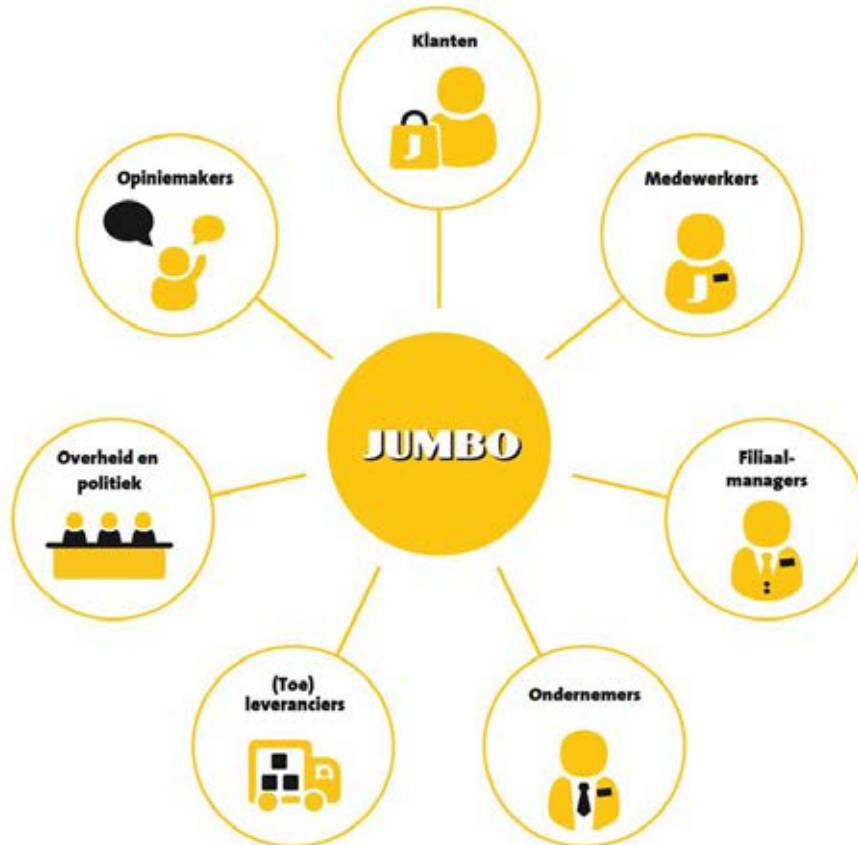 Klanten
J
Medewerkers
J
Filiaal-
managers
Ondernemers
(Toe)
leveranciers
Overheid en
politiek
Opiniemakers
JUMBO